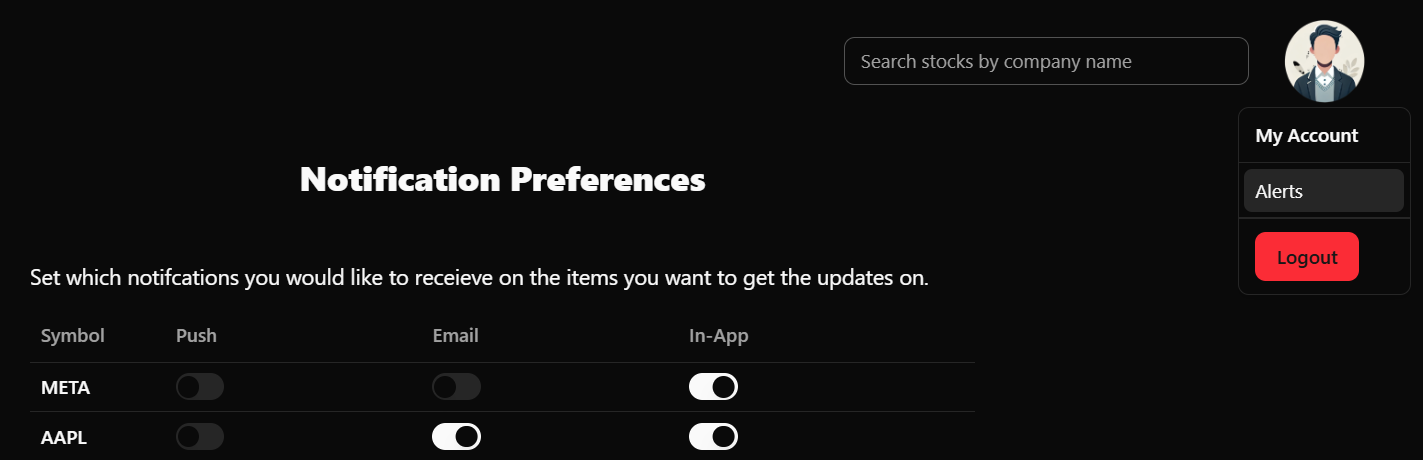 Search stocks by company name
My Account
Notification Preferences
Alerts
Logout
Set which notifcations you would like to receieve on the items you want to get the updates on.
Symbol Push Email In-App
META
AAPL